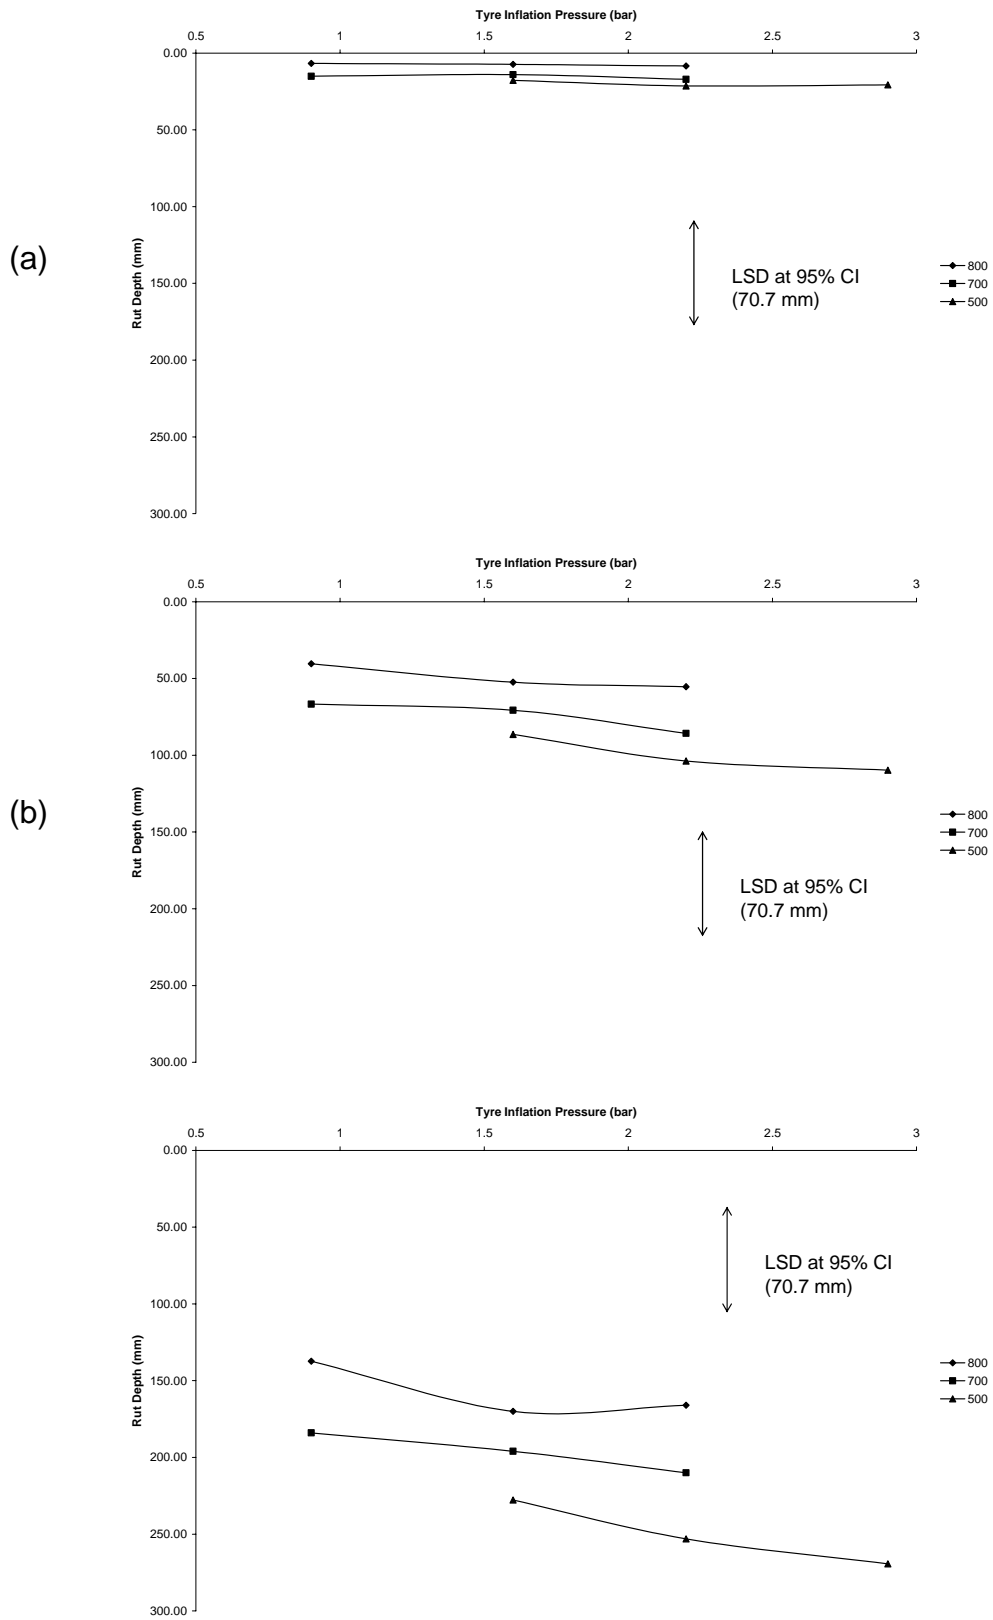 Tyre Inflation Pressure (bar)
0.5 1 1.5 2 2.5 3
0.00
50.00
100.00
150.00
200.00
250.00
300.00
Rut Depth (mm)
(a)
LSD at 95% CI
(70.7 mm)
800
700
500
Tyre Inflation Pressure (bar)
0.5 1 1.5 2 2.5 3
0.00
50.00
100.00
150.00
200.00
250.00
300.00
Rut Depth (mm)
(b)
LSD at 95% CI
(70.7 mm)
800
700
500
Tyre Inflation Pressure (bar)
0.5 1 1.5 2 2.5 3
0.00
50.00
100.00
150.00
200.00
250.00
300.00
Rut Depth (mm)
LSD at 95% CI
(70.7 mm)
800
700
500